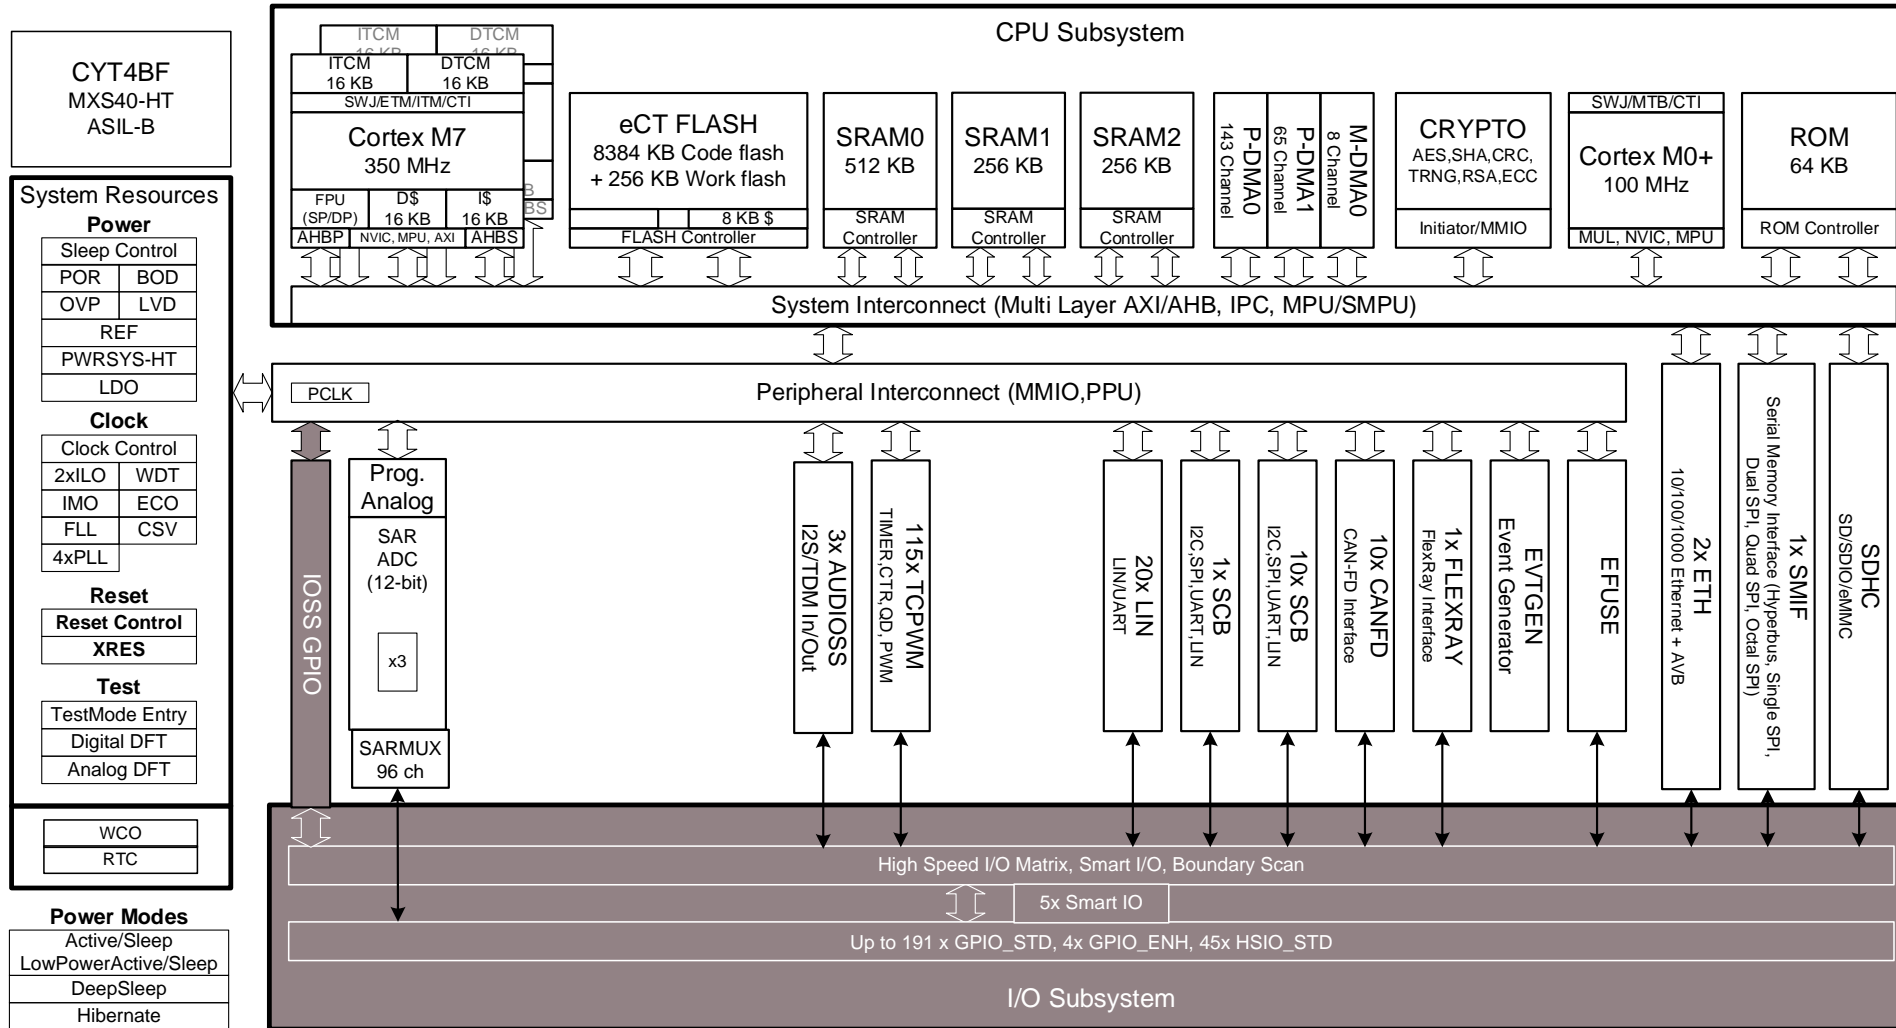 CYT4BF
MXS40-HT
ASIL-B
System Resources
Power
Sleep Control
POR
BOD
OVP
LVD
REF
PWRSYS-HT
LDO
Clock
Clock Control
2xILO
WDT
IMO
ECO
FLL
CSV
4xPLL
Reset
Reset Control
XRES
Test
TestMode Entry
Digital DFT
Analog DFT
WCO
RTC
Power Modes
Active/Sleep
LowPowerActive/Sleep
DeepSleep
Hibernate
CPU Subsystem
ITCM
16 KB
DTCM
16 KB
B
BS
ITCM
16 KB
DTCM
16 KB
SWJ/ETM/ITM/CTI
Cortex M7
350 MHz
FPU
(SP/DP)
D$
16 KB
I$
16 KB
AHBP
NVIC, MPU, AXI
AHBS
eCT FLASH
8384 KB Code flash
+ 256 KB Work flash
8 KB $
FLASH Controller
SRAM0
512 KB
SRAM
Controller
SRAM1
256 KB
SRAM
Controller
SRAM2
256 KB
SRAM
Controller
P-DMA0
143 Channel
P-DMA1
65 Channel
M-DMA0
8 Channel
CRYPTO
AES,SHA,CRC,
TRNG,RSA,ECC
Initiator/MMIO
SWJ/MTB/CTI
Cortex M0+
100 MHz
MUL, NVIC, MPU
ROM
64 KB
ROM Controller
System Interconnect (Multi Layer AXI/AHB, IPC, MPU/SMPU)
PCLK
Peripheral Interconnect (MMIO,PPU)
IOSS GPIO
Prog.
Analog
SAR
ADC
(12-bit)
x3
SARMUX
96 ch
3x AUDIOSS
I2S/TDM In/Out
115x TCPWM
TIMER,CTR,QD, PWM
20x LIN
LIN/UART
1x SCB
I2C,SPI,UART,LIN
10x SCB
I2C,SPI,UART,LIN
10x CANFD
CAN-FD Interface
1x FLEXRAY
FlexRay Interface
EVTGEN
Event Generator
EFUSE
2x ETH
10/100/1000 Ethernet + AVB
1x SMIF
Serial Memory Interface (Hyperbus, Single SPI,
Dual SPI, Quad SPI, Octal SPI)
SDHC
SD/SDIO/eMMC
High Speed I/O Matrix, Smart I/O, Boundary Scan
5x Smart IO
Up to 191 x GPIO_STD, 4x GPIO_ENH, 45x HSIO_STD
I/O Subsystem